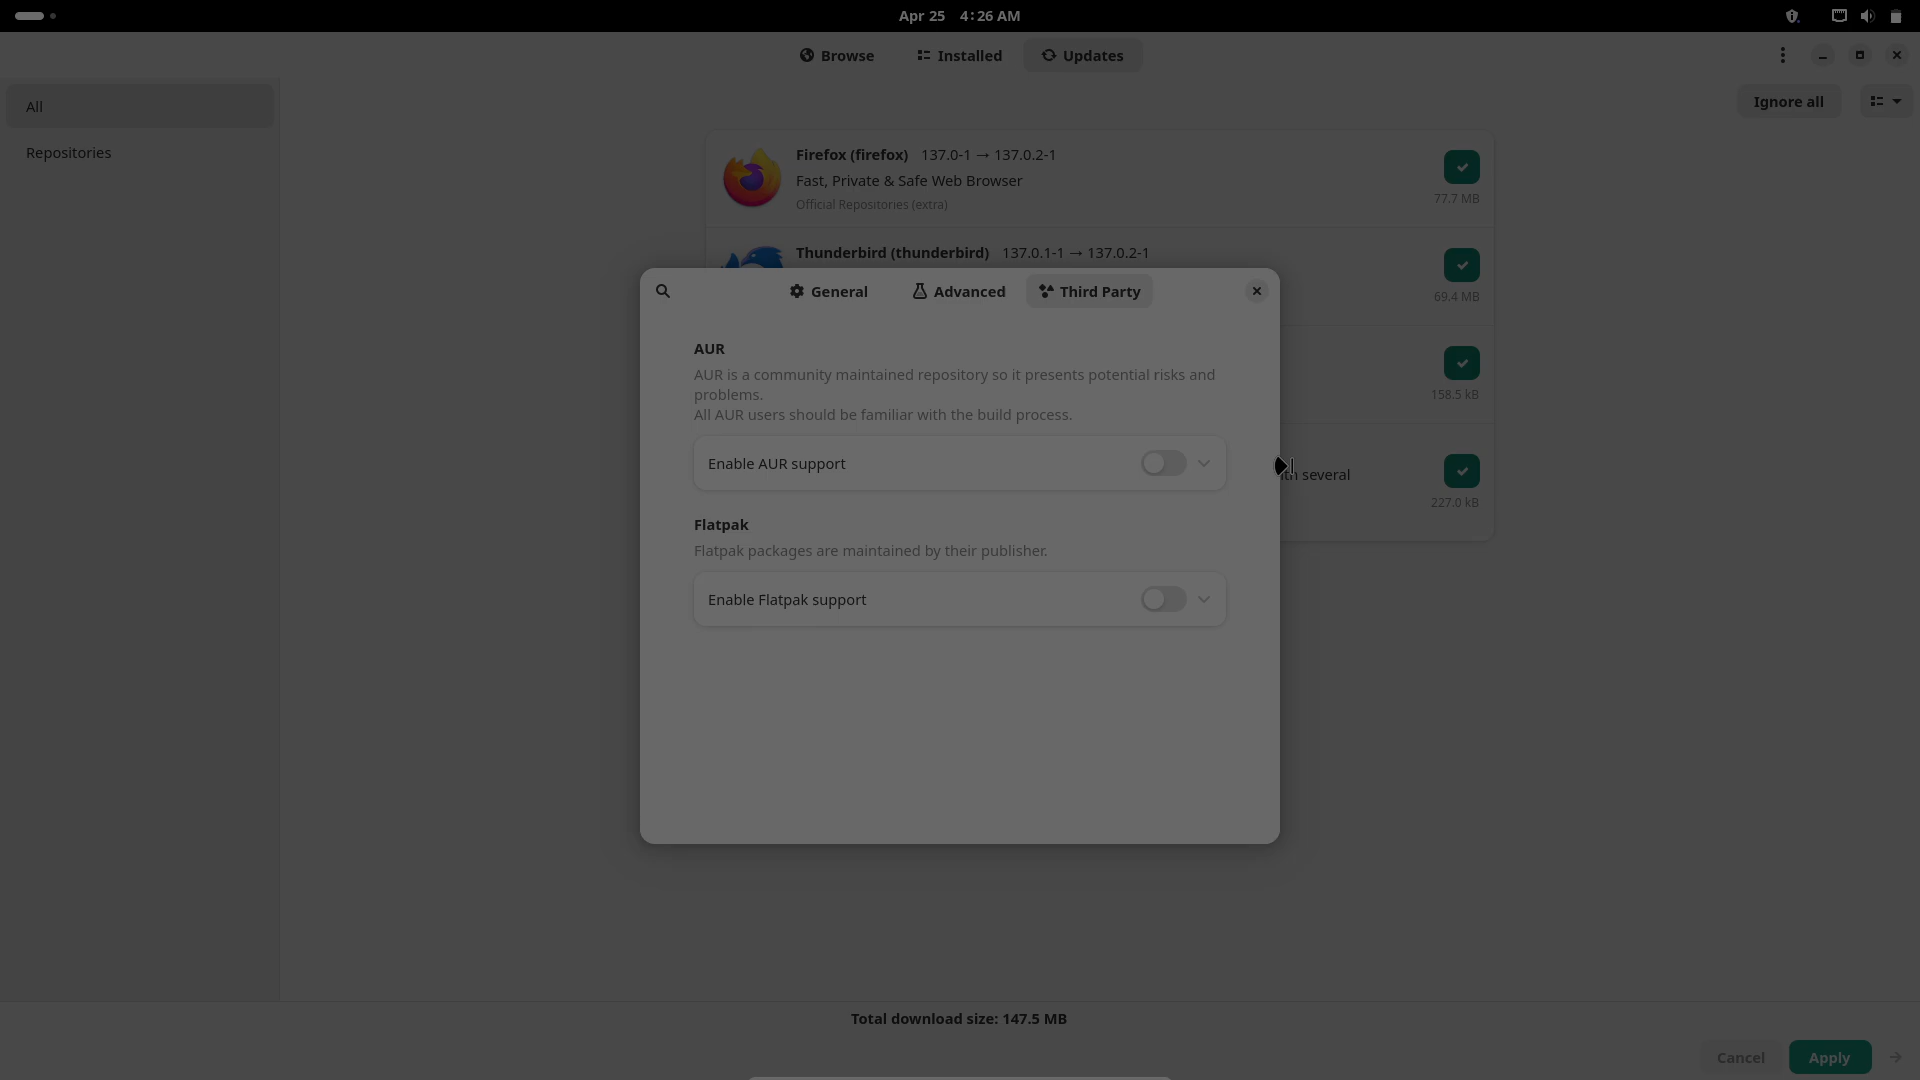 Apr 25 4:26 AM
Browse Installed Updates
All
Repositories
Ignore all
Firefox (firefox) 137.0-1 → 137.0.2-1
Fast, Private & Safe Web Browser
Official Repositories (extra)
77.7 MB
Thunderbird (thunderbird) 137.0.1-1 → 137.0.2-1
69.4 MB
158.5 kB
several
227.0 kB
General Advanced Third Party
AUR
AUR is a community maintained repository so it presents potential risks and
problems.
All AUR users should be familiar with the build process.
Enable AUR support
Flatpak
Flatpak packages are maintained by their publisher.
Enable Flatpak support
Total download size: 147.5 MB
Cancel Apply